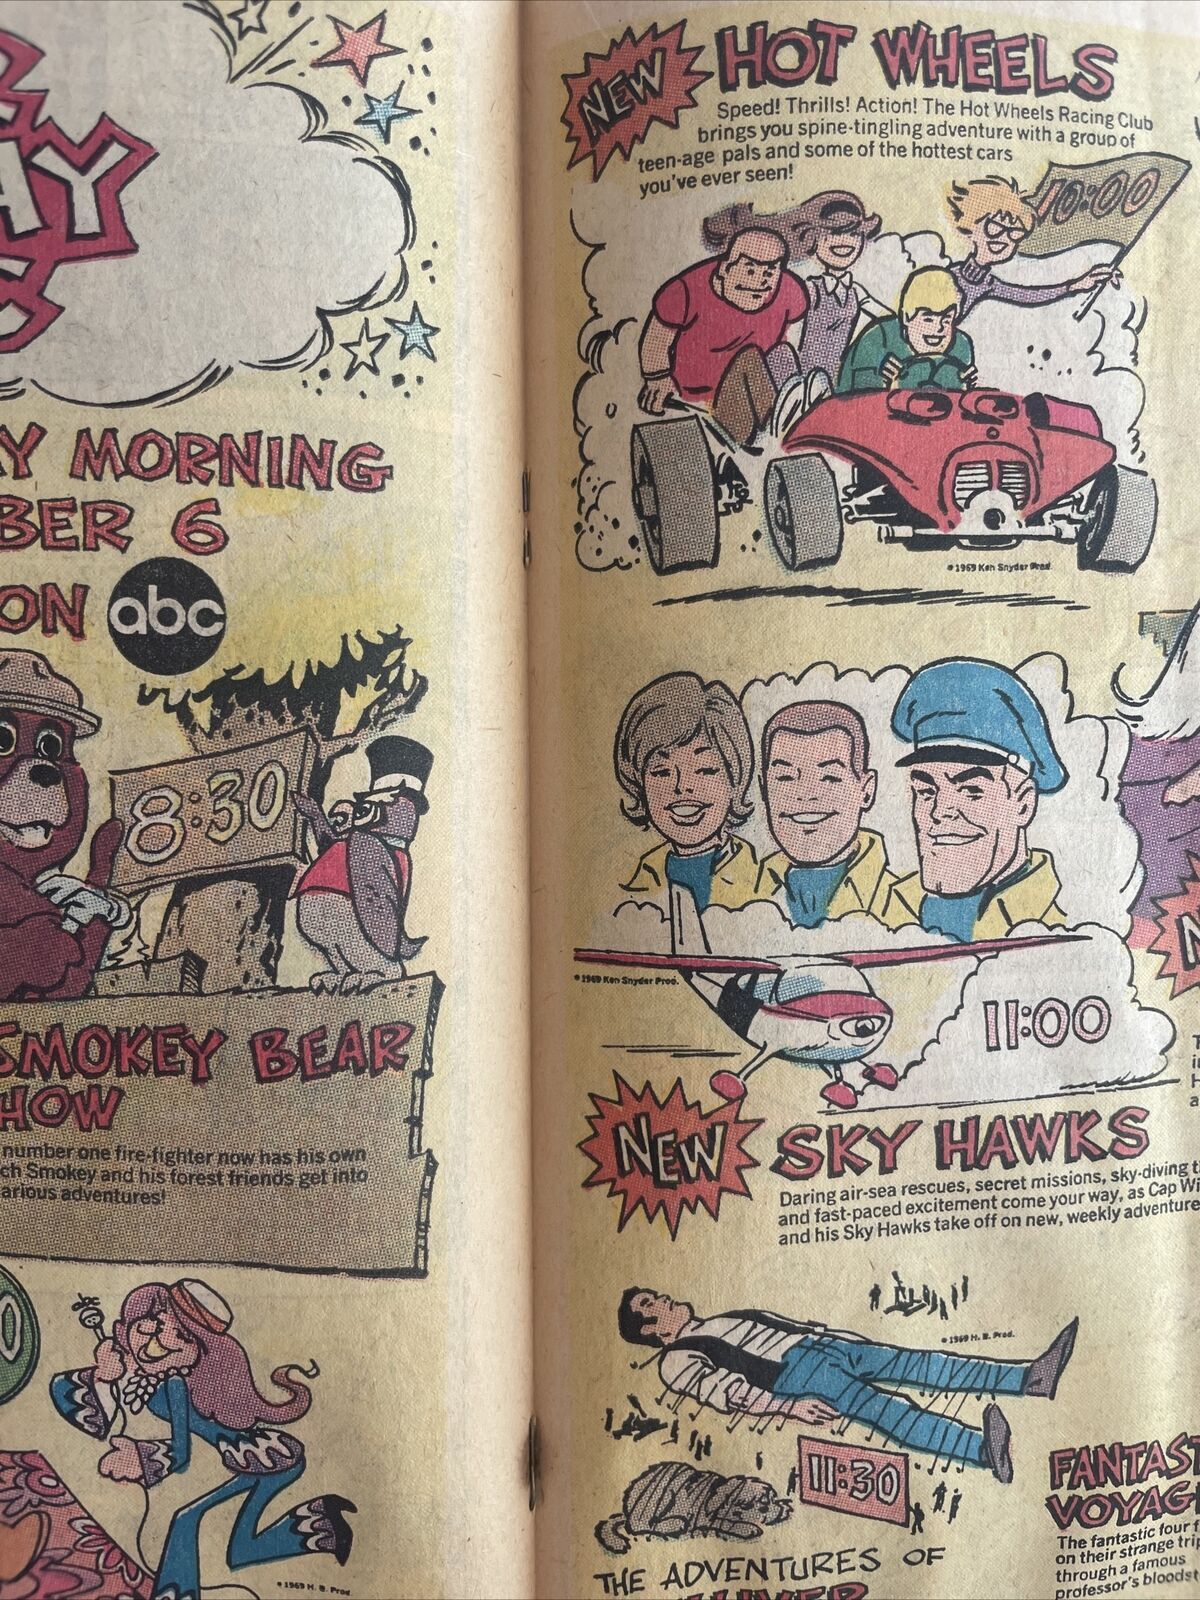 AY
Y MORNING
BER 6
ON abc
8:30
SMOKEY BEAR
HOW
number one fire-fighter now has his own
ch Smokey and his forest friends get into
arious adventures!
abc
0
© 1969 H. B. Prod.
NEW
HOT WHEELS
Speed! Thrills! Action! The Hot Wheels Racing Club
brings you spine-tingling adventure with a group of
teen-age pals and some of the hottest cars
you've ever seen!
10:00
© 1969 Ken Snyder Prod.
© 1969 Ken Snyder Prod.
11:00
NEW
SKY HAWKS
Daring air-sea rescues, secret missions, sky-diving t
and fast-paced excitement come your way, as Cap Wi
and his Sky Hawks take off on new, weekly adventure
© 1969 H. B. Prod.
11:30
THE ADVENTURES OF
FANTAST
VOYAG
The fantastic four f
on their strange trip
through a famous
professor's bloodst